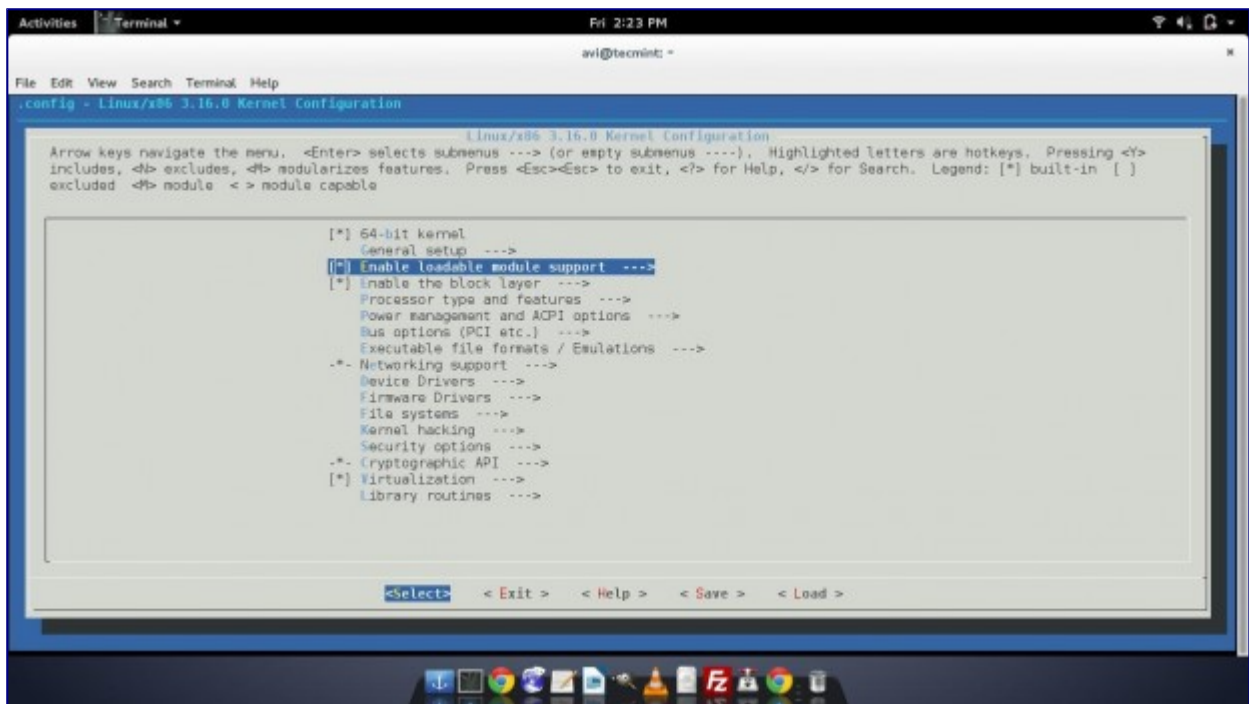 Activities Terminal Fri 2:23 PM
avi@tecmint: ~
File Edit View Search Terminal Help
.config - Linux/x86 3.16.0 Kernel Configuration
Linux/x86 3.16.0 Kernel Configuration
Arrow keys navigate the menu. <Enter> selects submenus ---> (or empty submenus ----). Highlighted letters are hotkeys. Pressing <Y>
includes, <N> excludes, <M> modularizes features. Press <Esc><Esc> to exit, <?> for Help, </> for Search. Legend: [*] built-in [ ]
excluded <M> module < > module capable
[*] 64-bit kernel
General setup --->
[*] Enable loadable module support --->
[*] Enable the block layer --->
Processor type and features --->
Power management and ACPI options --->
Bus options (PCI etc.) --->
Executable file formats / Emulations --->
-*- Networking support --->
Device Drivers --->
Firmware Drivers --->
File systems --->
Kernel hacking --->
Security options --->
-*- Cryptographic API --->
[*] Virtualization --->
Library routines --->
<Select> < Exit > < Help > < Save > < Load >
Fz